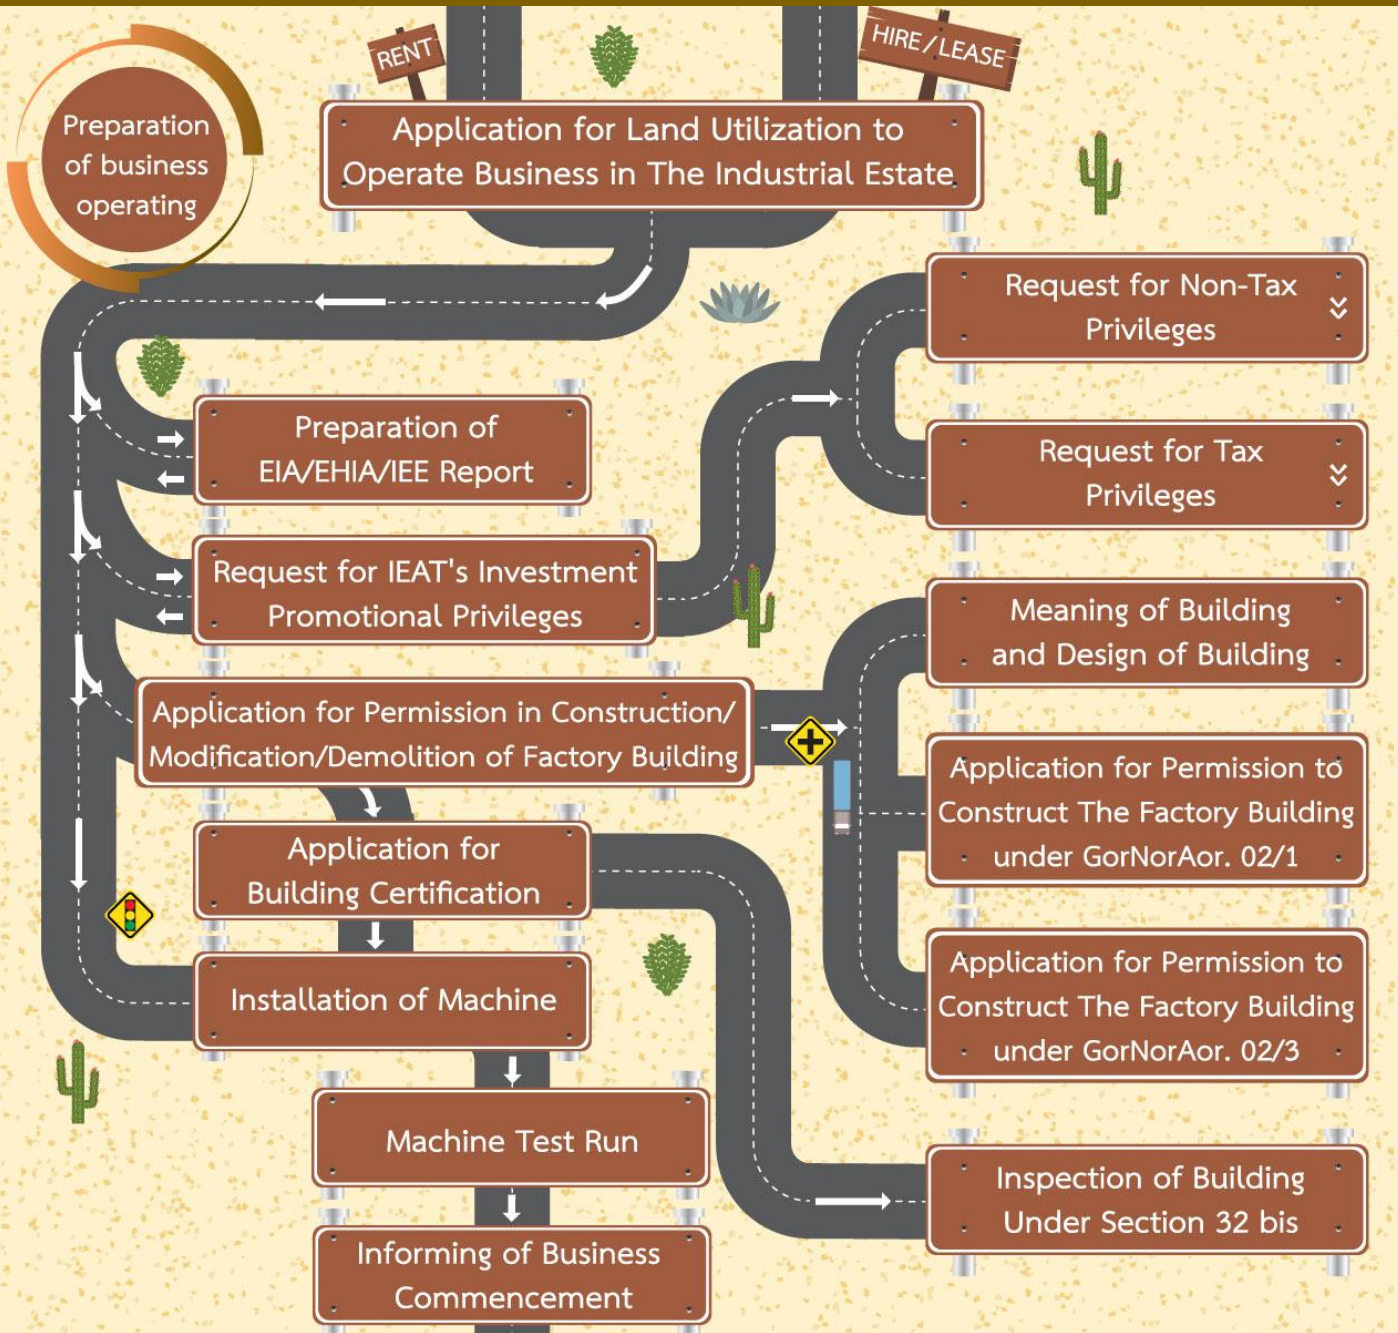 RENT
HIRE/LEASE
Preparation
of business
operating
Application for Land Utilization to
Operate Business in The Industrial Estate
Request for Non-Tax
Privileges
Preparation of
EIA/EHIA/IEE Report
Request for Tax
Privileges
Request for IEAT's Investment
Promotional Privileges
Meaning of Building
and Design of Building
Application for Permission in Construction/
Modification/Demolition of Factory Building
Application for Permission to
Construct The Factory Building
under GorNorAor. 02/1
Application for
Building Certification
Application for Permission to
Construct The Factory Building
under GorNorAor. 02/3
Installation of Machine
Machine Test Run
Inspection of Building
Under Section 32 bis
Informing of Business
Commencement